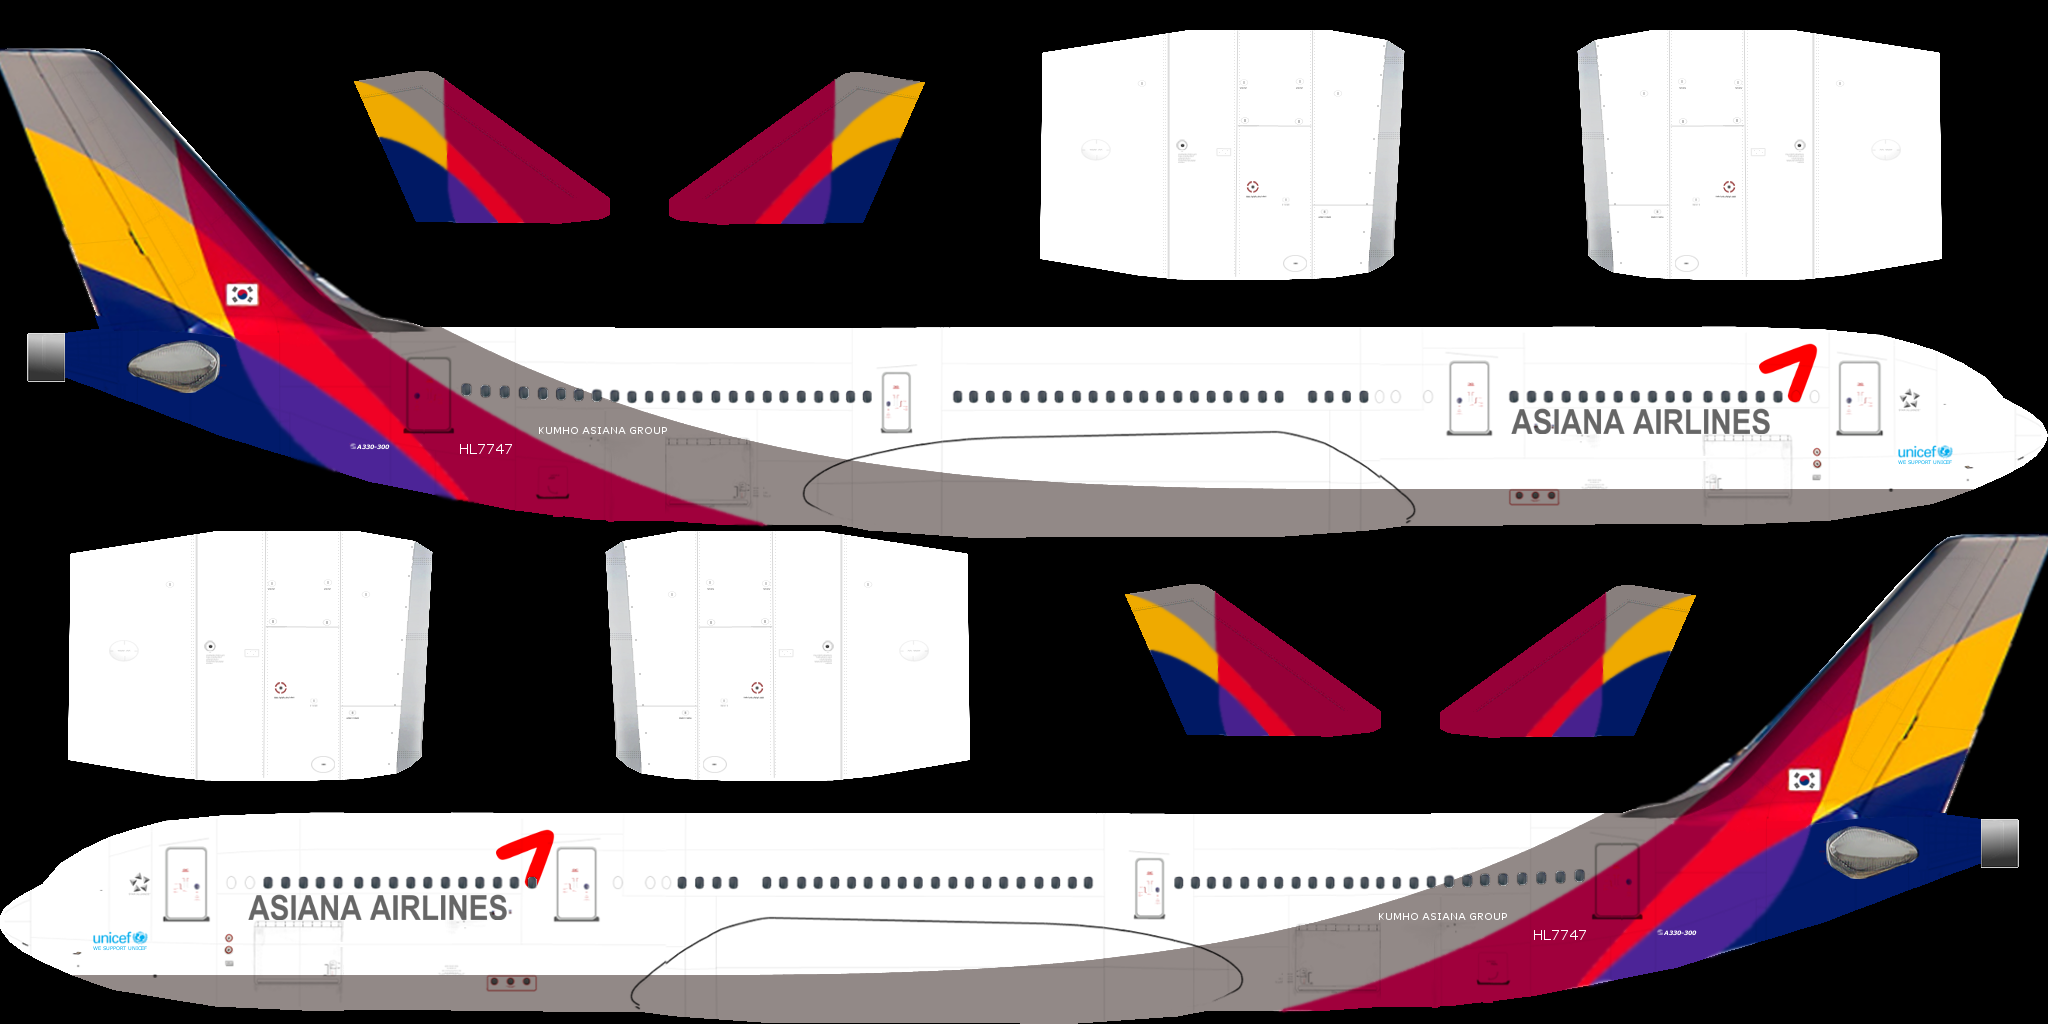 ASIANA AIRLINES
KUMHO ASIANA GROUP
HL7747
A330-300
unicef
WE SUPPORT UNICEF
ASIANA AIRLINES
unicef
WE SUPPORT UNICEF
KUMHO ASIANA GROUP
HL7747
A330-300